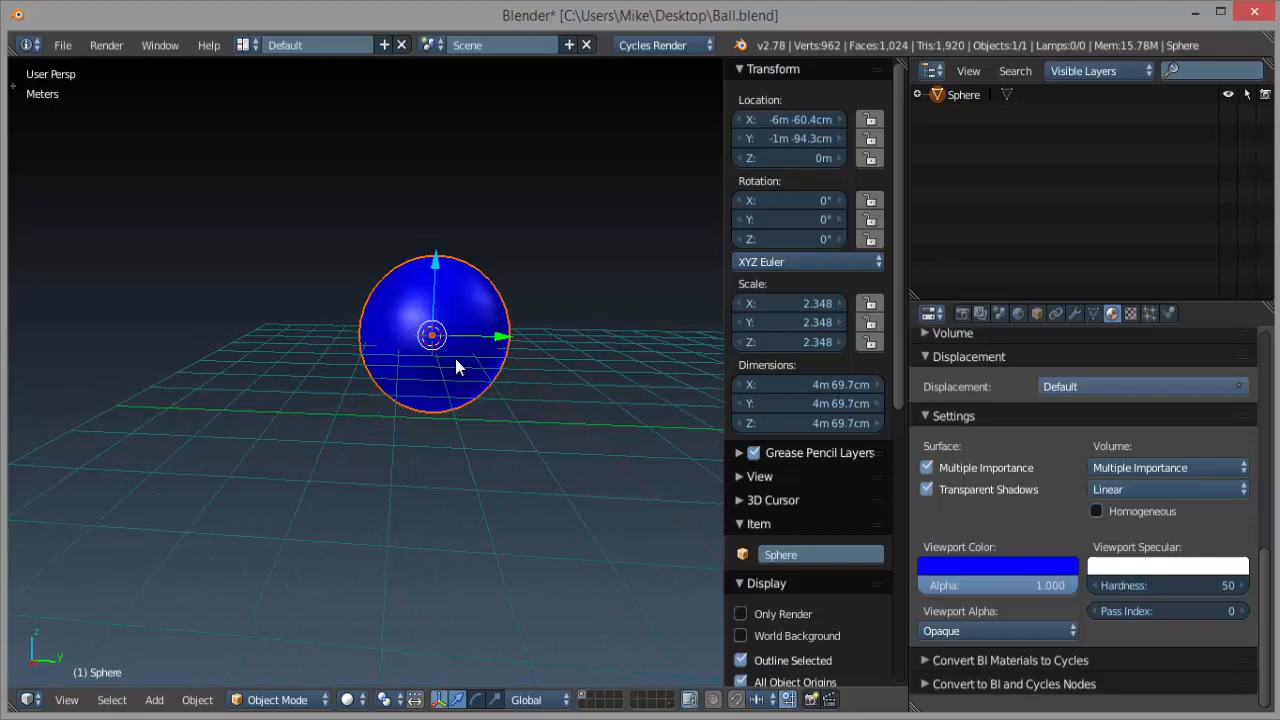 Blender* [C:\Users\Mike\Desktop\Ball.blend]
File Render Window Help Default Scene Cycles Render v2.78 | Verts:962 | Faces:1,024 | Tris:1,920 | Objects:1/1 | Lamps:0/0 | Mem:15.78M | Sphere
User Persp
Meters
(1) Sphere
z
y
View Select Add Object Object Mode Global
Transform
Location:
X: -6m -60.4cm
Y: -1m -94.3cm
Z: 0m
Rotation:
X: 0°
Y: 0°
Z: 0°
XYZ Euler
Scale:
X: 2.348
Y: 2.348
Z: 2.348
Dimensions:
X: 4m 69.7cm
Y: 4m 69.7cm
Z: 4m 69.7cm
Grease Pencil Layers
View
3D Cursor
Item
Sphere
Display
Only Render
World Background
Outline Selected
All Object Origins
View Search Visible Layers
Sphere
Volume
Displacement
Displacement: Default
Settings
Surface: Volume:
Multiple Importance Multiple Importance
Transparent Shadows Linear
Homogeneous
Viewport Color: Viewport Specular:
Alpha: 1.000 Hardness: 50
Viewport Alpha: Pass Index: 0
Opaque
Convert BI Materials to Cycles
Convert to BI and Cycles Nodes